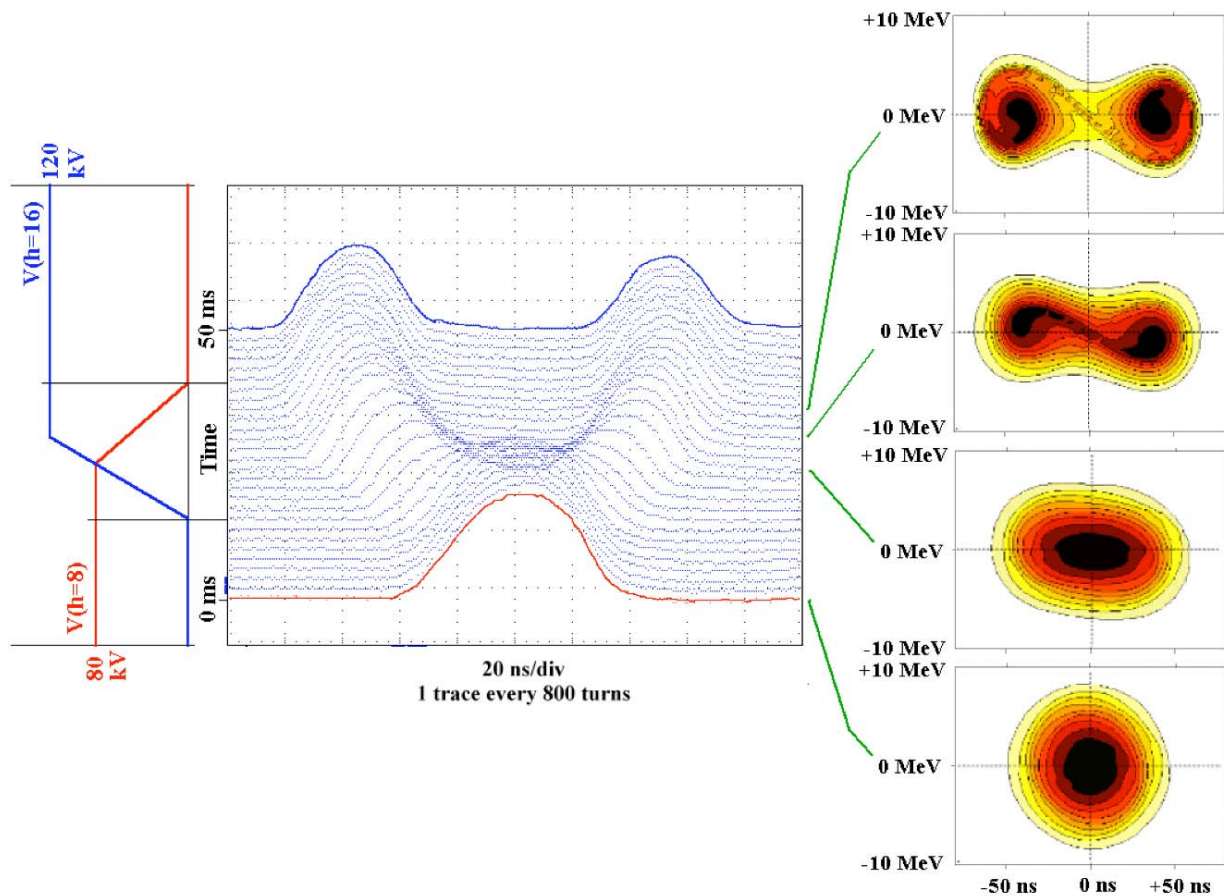 120
kV
V(h=16)
V(h=8)
80
kV
50 ms
Time
0 ms
20 ns/div
1 trace every 800 turns
+10 MeV
0 MeV
-10 MeV
+10 MeV
0 MeV
-10 MeV
+10 MeV
0 MeV
-10 MeV
+10 MeV
0 MeV
-10 MeV
-50 ns 0 ns +50 ns